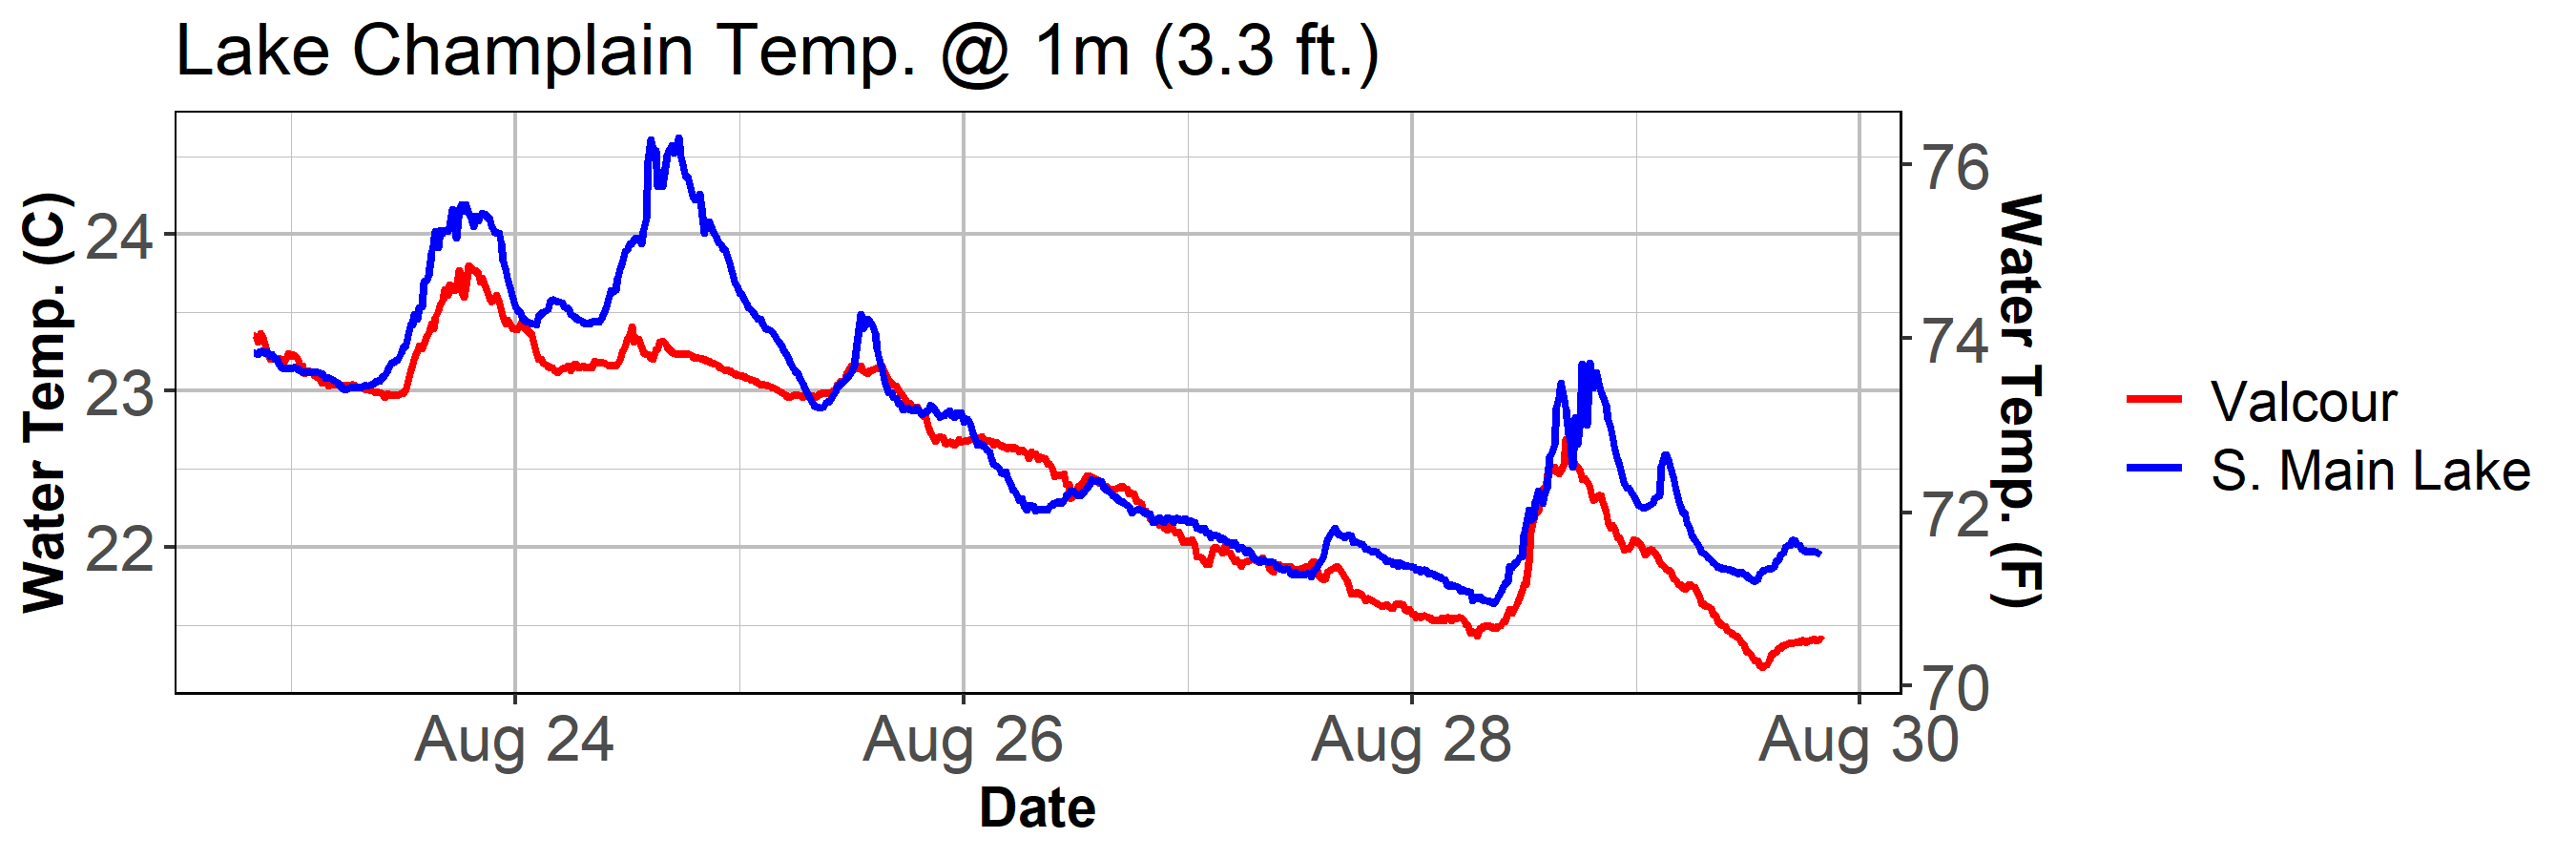 Lake Champlain Temp. @ 1m (3.3 ft.)
Water Temp. (C)
24
23
22
76
74
72
70
Water Temp. (F)
Aug 24
Aug 26
Aug 28
Aug 30
Date
Valcour
S. Main Lake